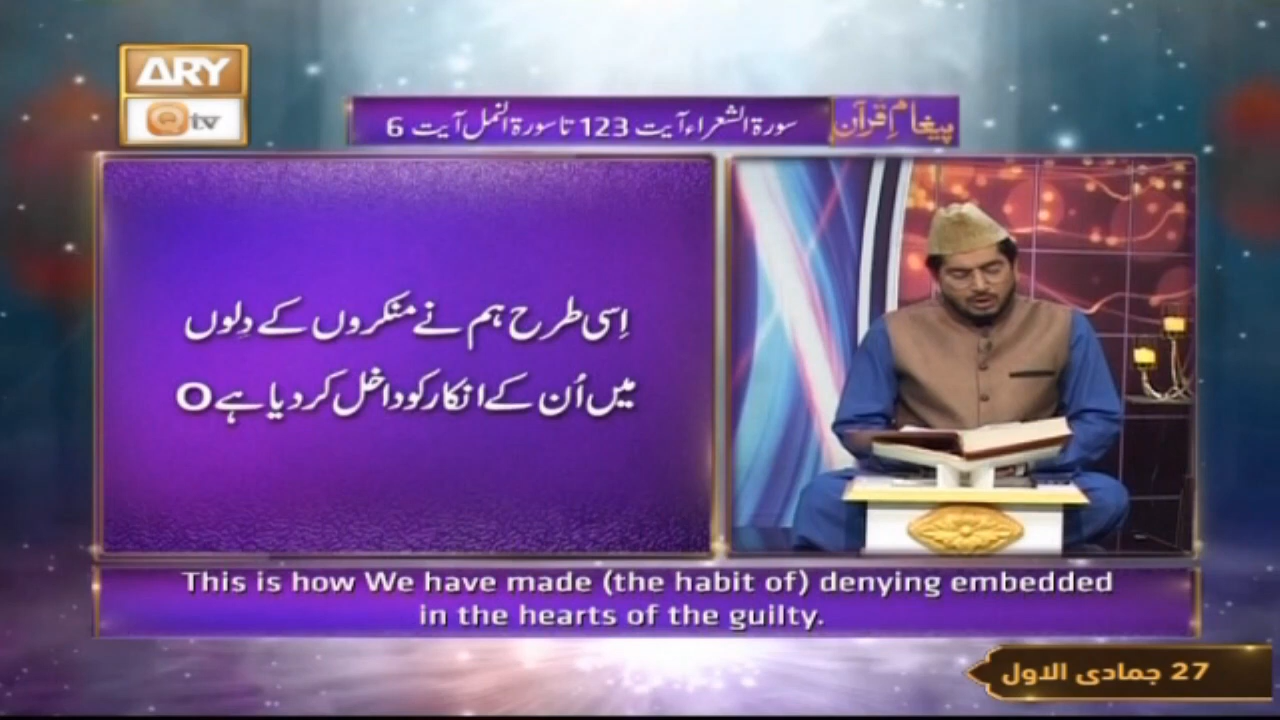 ARY
Qtv
پیغامِ قرآن
سورۃ الشعراء آیت 123 تا سورۃ النمل آیت 6
اِسی طرح ہم نے منکروں کے دِلوں
میں اُن کے انکار کو داخل کر دیا ہے O
This is how We have made (the habit of) denying embedded
in the hearts of the guilty.
27 جمادی الاول